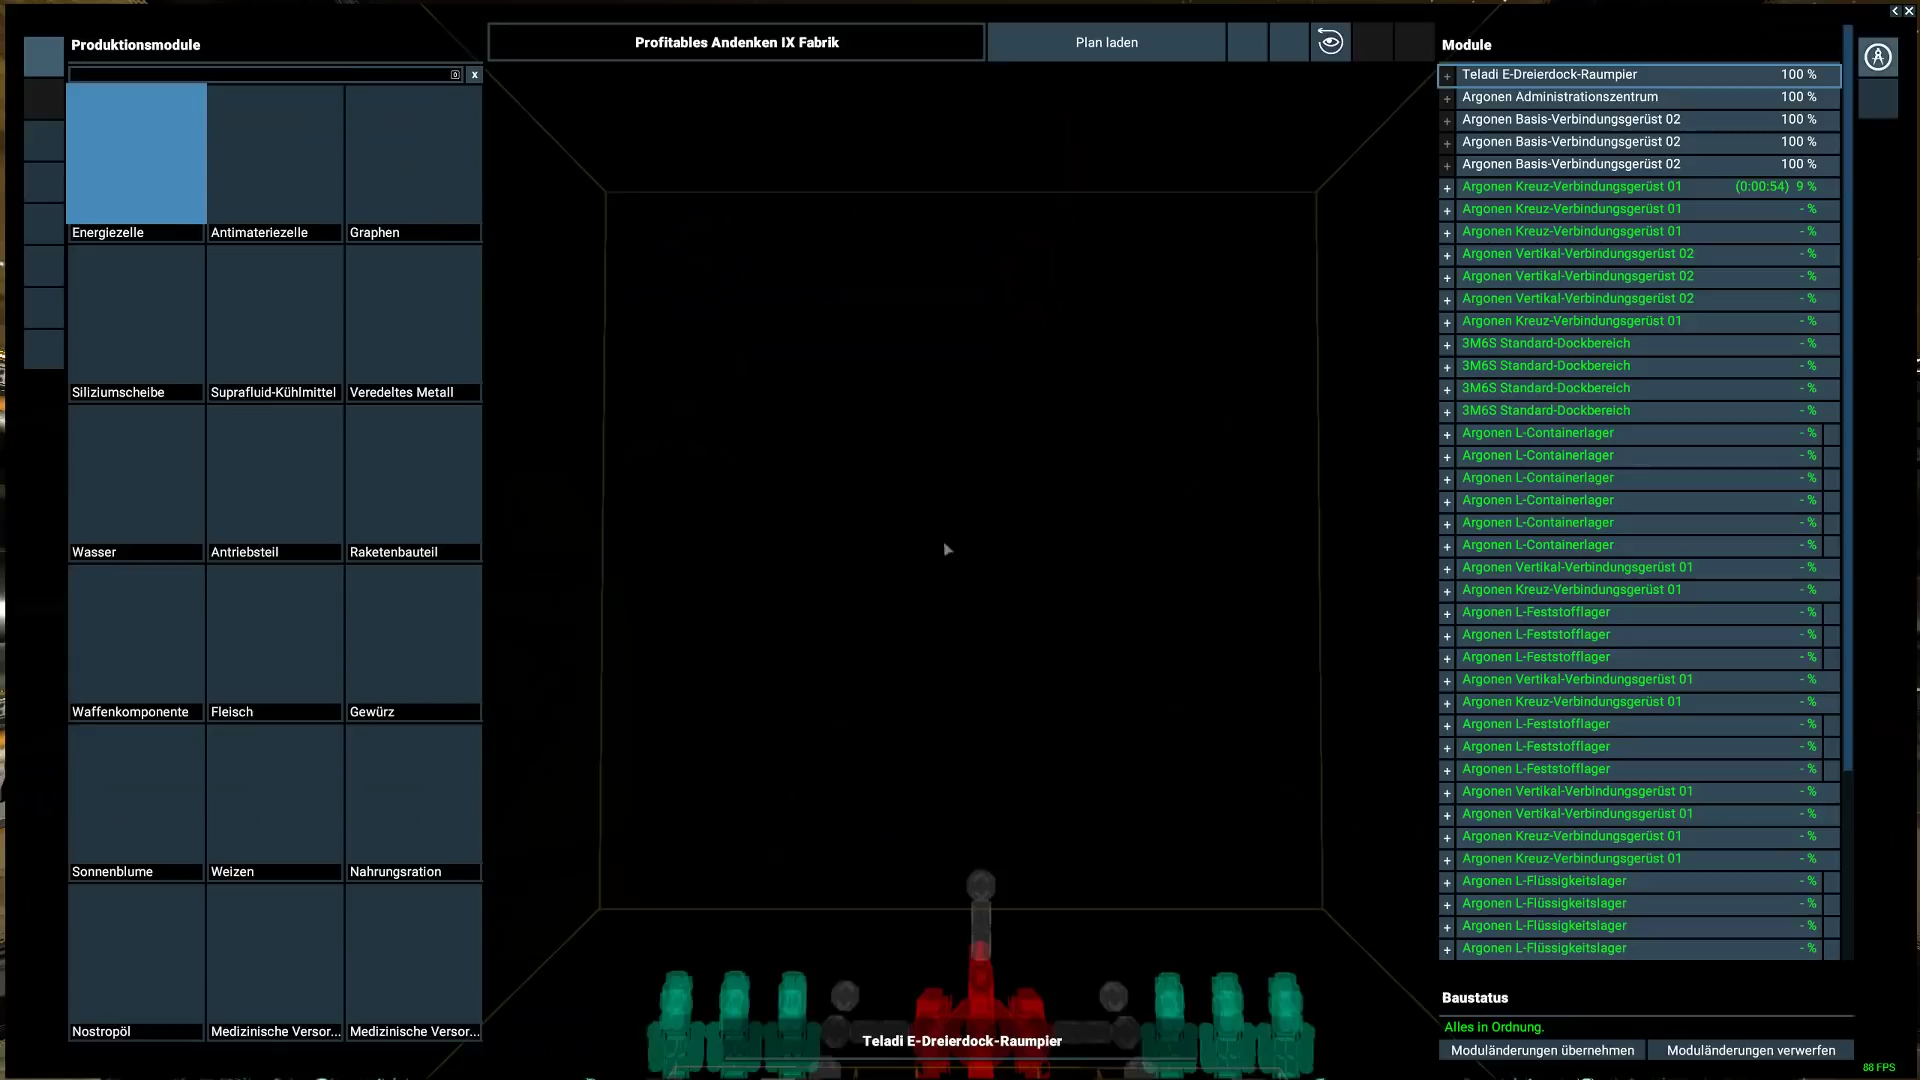 Produktionsmodule
0
x
Energiezelle
Antimateriezelle
Graphen
Siliziumscheibe
Suprafluid-Kühlmittel
Veredeltes Metall
Wasser
Antriebsteil
Raketenbauteil
Waffenkomponente
Fleisch
Gewürz
Sonnenblume
Weizen
Nahrungsration
Nostropöl
Medizinische Versor...
Medizinische Versor...
Profitables Andenken IX Fabrik
Plan laden
Teladi E-Dreierdock-Raumpier
Module
+ Teladi E-Dreierdock-Raumpier 100 %
+ Argonen Administrationszentrum 100 %
+ Argonen Basis-Verbindungsgerüst 02 100 %
+ Argonen Basis-Verbindungsgerüst 02 100 %
+ Argonen Basis-Verbindungsgerüst 02 100 %
+ Argonen Kreuz-Verbindungsgerüst 01 (0:00:54) 9 %
+ Argonen Kreuz-Verbindungsgerüst 01 - %
+ Argonen Kreuz-Verbindungsgerüst 01 - %
+ Argonen Vertikal-Verbindungsgerüst 02 - %
+ Argonen Vertikal-Verbindungsgerüst 02 - %
+ Argonen Vertikal-Verbindungsgerüst 02 - %
+ Argonen Kreuz-Verbindungsgerüst 01 - %
+ 3M6S Standard-Dockbereich - %
+ 3M6S Standard-Dockbereich - %
+ 3M6S Standard-Dockbereich - %
+ 3M6S Standard-Dockbereich - %
+ Argonen L-Containerlager - %
+ Argonen L-Containerlager - %
+ Argonen L-Containerlager - %
+ Argonen L-Containerlager - %
+ Argonen L-Containerlager - %
+ Argonen L-Containerlager - %
+ Argonen Vertikal-Verbindungsgerüst 01 - %
+ Argonen Kreuz-Verbindungsgerüst 01 - %
+ Argonen L-Feststofflager - %
+ Argonen L-Feststofflager - %
+ Argonen L-Feststofflager - %
+ Argonen Vertikal-Verbindungsgerüst 01 - %
+ Argonen Kreuz-Verbindungsgerüst 01 - %
+ Argonen L-Feststofflager - %
+ Argonen L-Feststofflager - %
+ Argonen L-Feststofflager - %
+ Argonen Vertikal-Verbindungsgerüst 01 - %
+ Argonen Vertikal-Verbindungsgerüst 01 - %
+ Argonen Kreuz-Verbindungsgerüst 01 - %
+ Argonen Kreuz-Verbindungsgerüst 01 - %
+ Argonen L-Flüssigkeitslager - %
+ Argonen L-Flüssigkeitslager - %
+ Argonen L-Flüssigkeitslager - %
+ Argonen L-Flüssigkeitslager - %
Baustatus
Alles in Ordnung.
Moduländerungen übernehmen
Moduländerungen verwerfen
88 FPS